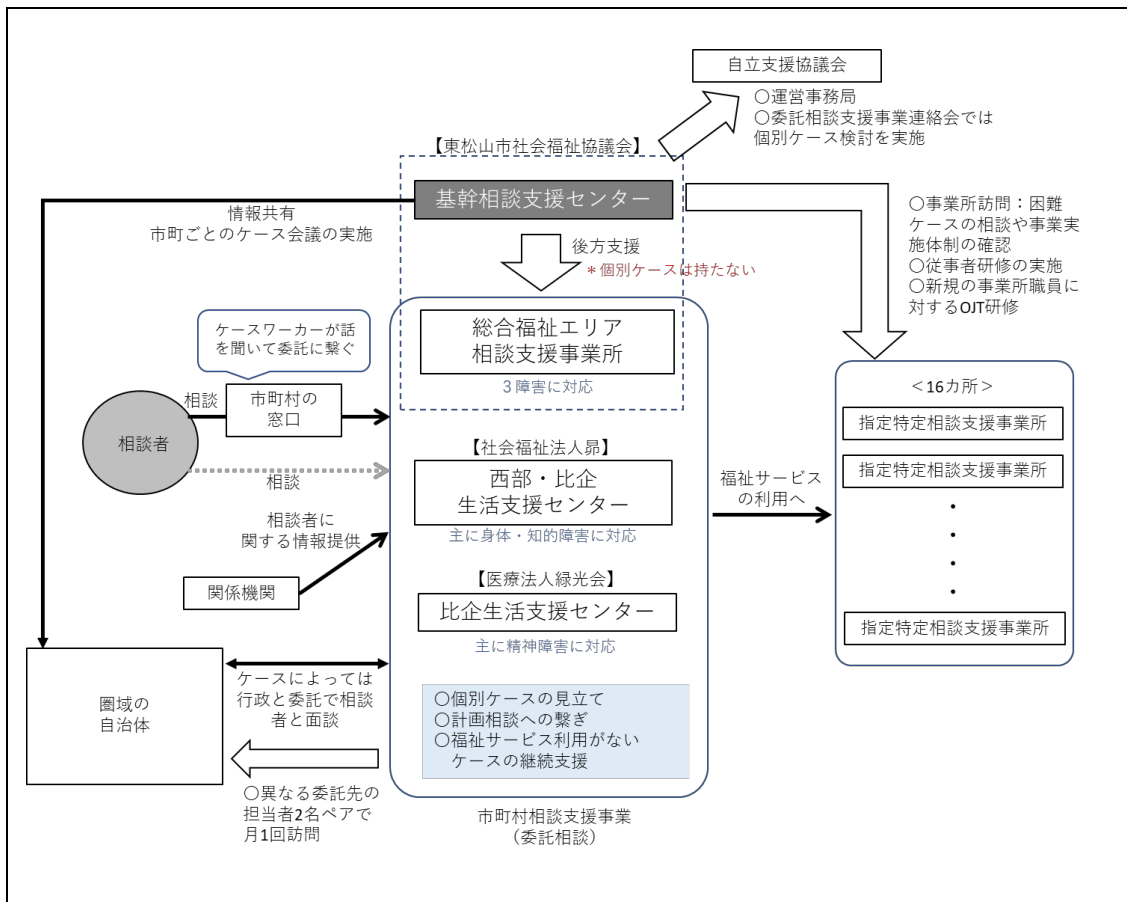 自立支援協議会
〇運営事務局
〇委託相談支援事業連絡会では
個別ケース検討を実施
【東松山市社会福祉協議会】
基幹相談支援センター
情報共有
市町ごとのケース会議の実施
後方支援
＊個別ケースは持たない
〇事業所訪問：困難
ケースの相談や事業実
施体制の確認
〇従事者研修の実施
〇新規の事業所職員に
対するOJT研修
ケースワーカーが話
を聞いて委託に繋ぐ
総合福祉エリア
相談支援事業所
３障害に対応
相談者
相談
市町村の
窓口
相談
相談者に
関する情報提供
関係機関
【社会福祉法人昴】
西部・比企
生活支援センター
主に身体・知的障害に対応
【医療法人緑光会】
比企生活支援センター
主に精神障害に対応
福祉サービス
の利用へ
＜16カ所＞
指定特定相談支援事業所
指定特定相談支援事業所
・
・
・
・
指定特定相談支援事業所
圏域の
自治体
ケースによっては
行政と委託で相談
者と面談
〇異なる委託先の
担当者2名ペアで
月1回訪問
〇個別ケースの見立て
〇計画相談への繋ぎ
〇福祉サービス利用がない
ケースの継続支援
市町村相談支援事業
（委託相談）